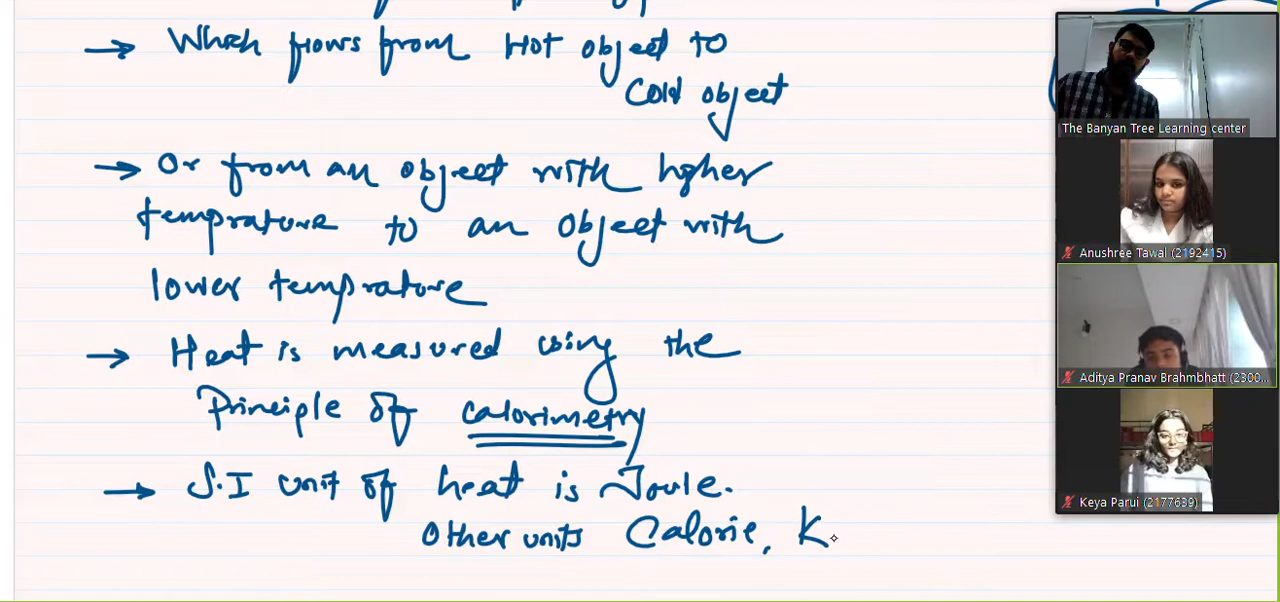 → Which flows from Hot object to
Cold object
→ Or from an object with higher
temprature to an object with
lower temprature
→ Heat is measured using the
Principle of calorimetry
→ S.I unit of heat is Joule.
Other units Calorie, K
The Banyan Tree Learning center
Anushree Tawal (2192415)
Aditya Pranav Brahmbhatt (2300...
Keya Parui (2177639)